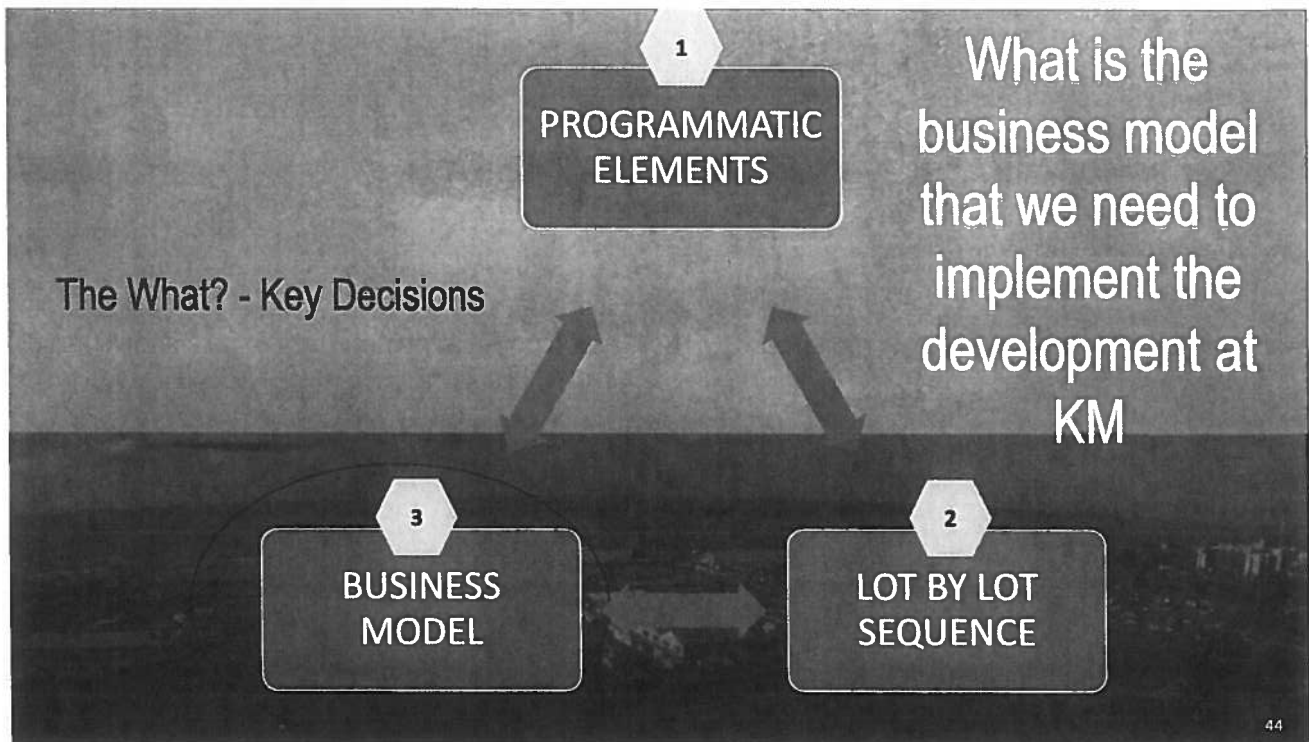 1
PROGRAMMATIC
ELEMENTS
What is the
business model
that we need to
implement the
development at
KM
The What? - Key Decisions
3
BUSINESS
MODEL
2
LOT BY LOT
SEQUENCE
44